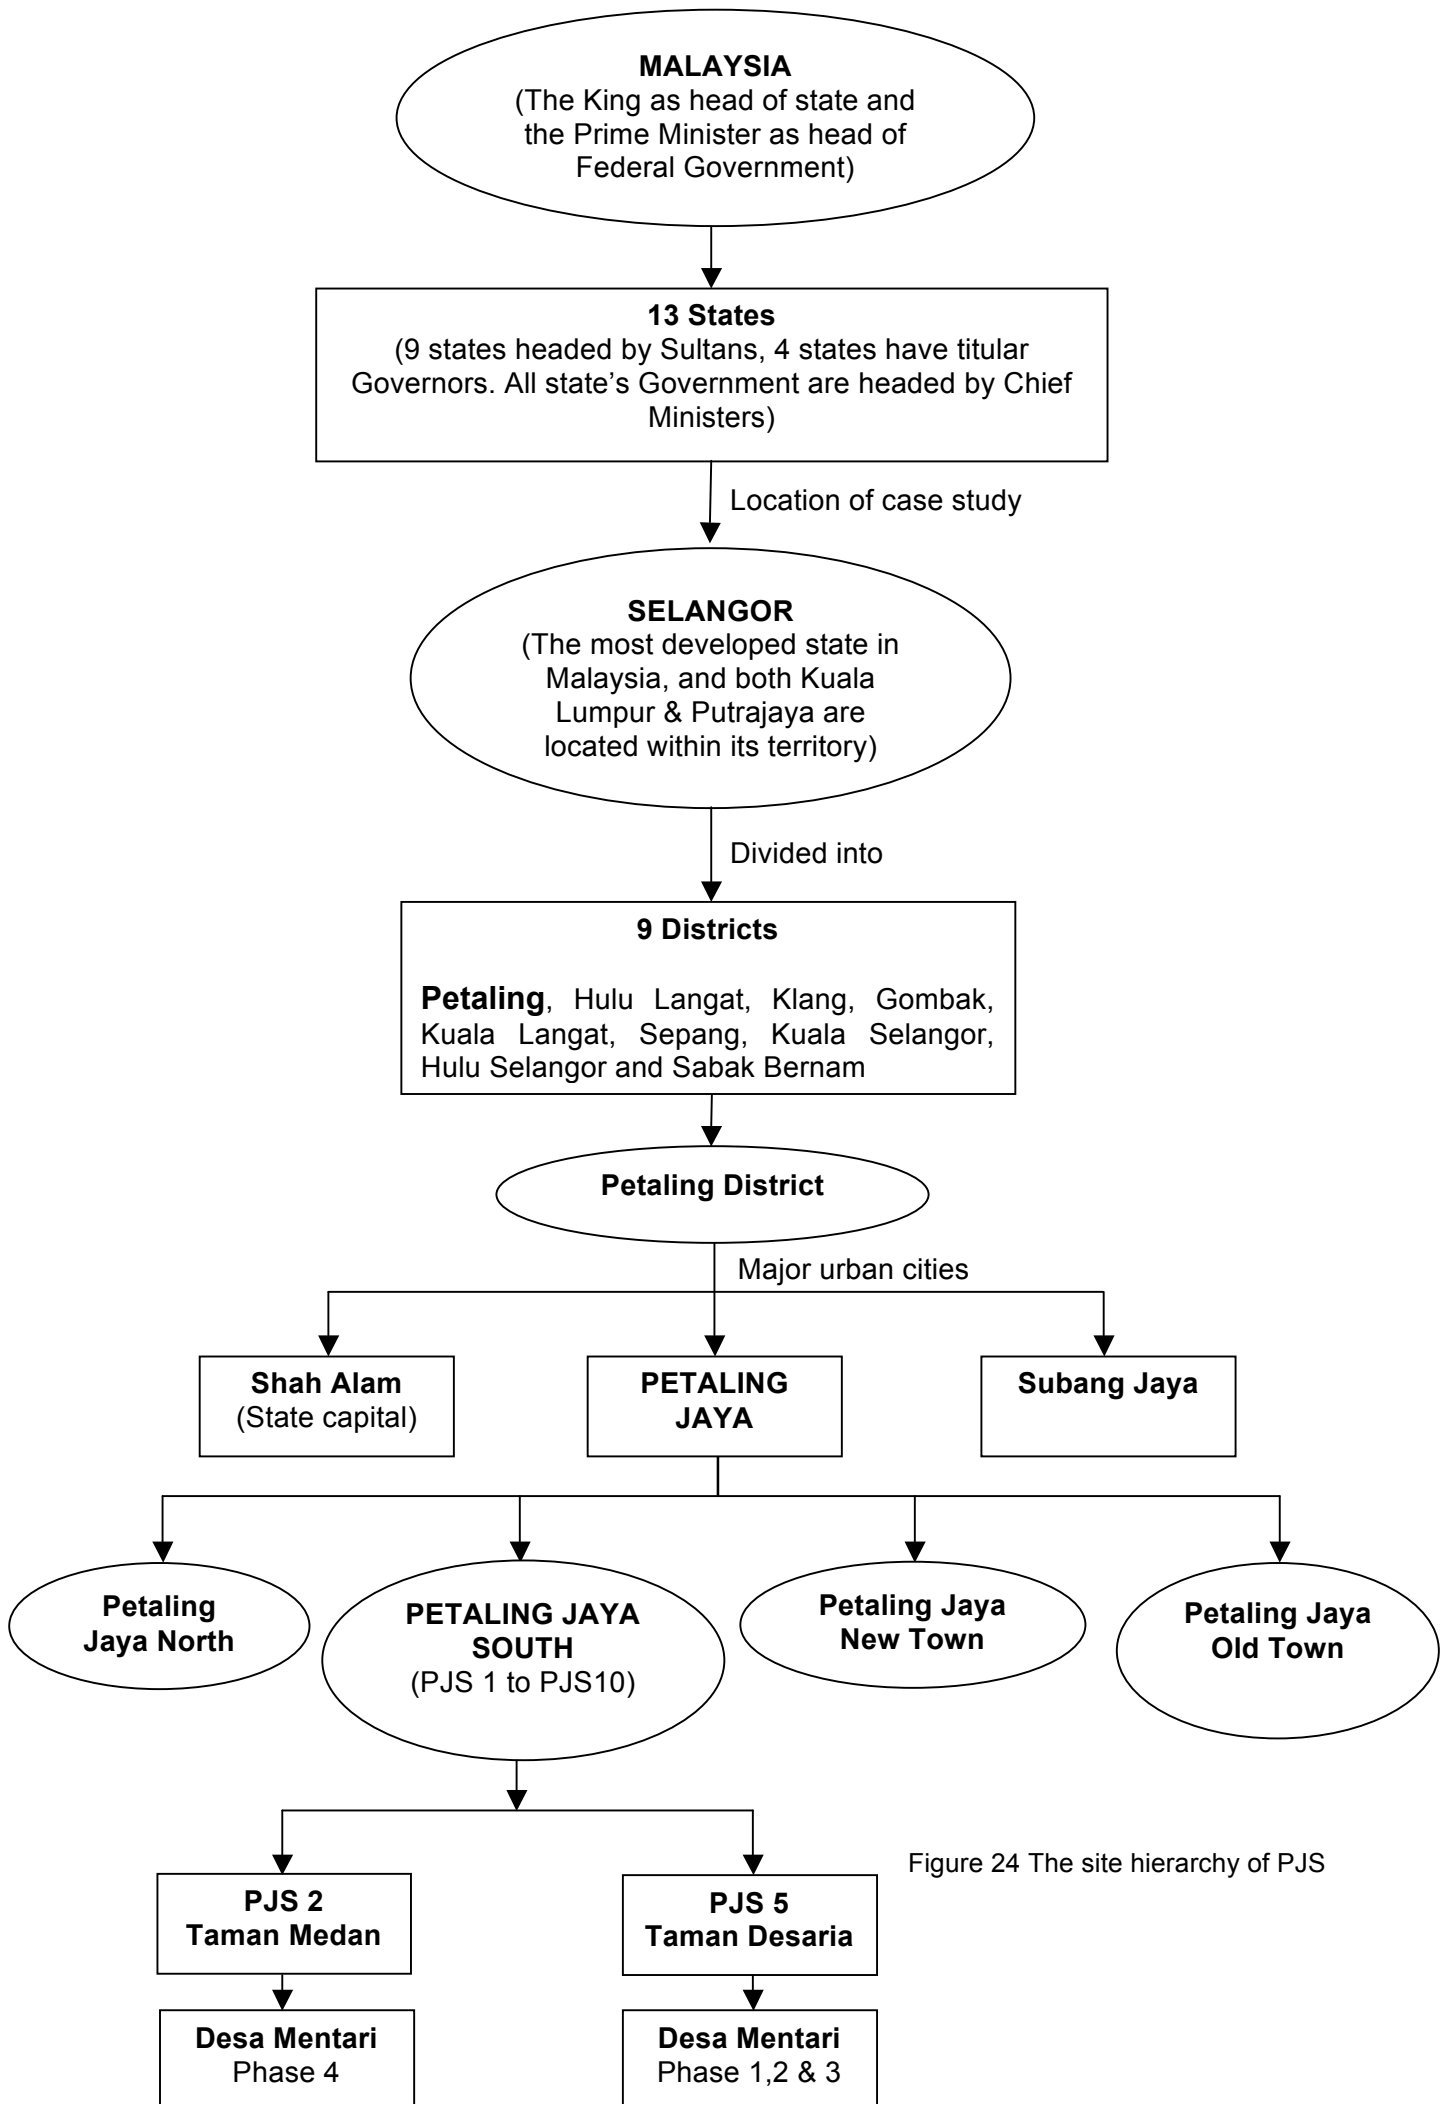 MALAYSIA
(The King as head of state and
the Prime Minister as head of
Federal Government)
13 States
(9 states headed by Sultans, 4 states have titular
Governors. All state’s Government are headed by Chief
Ministers)
Location of case study
SELANGOR
(The most developed state in
Malaysia, and both Kuala
Lumpur & Putrajaya are
located within its territory)
Divided into
9 Districts
Petaling, Hulu Langat, Klang, Gombak,
Kuala Langat, Sepang, Kuala Selangor,
Hulu Selangor and Sabak Bernam
Petaling District
Major urban cities
Shah Alam
(State capital)
PETALING
JAYA
Subang Jaya
Petaling
Jaya North
PETALING JAYA
SOUTH
(PJS 1 to PJS10)
Petaling Jaya
New Town
Petaling Jaya
Old Town
Figure 24 The site hierarchy of PJS
PJS 2
Taman Medan
PJS 5
Taman Desaria
Desa Mentari
Phase 4
Desa Mentari
Phase 1,2 & 3